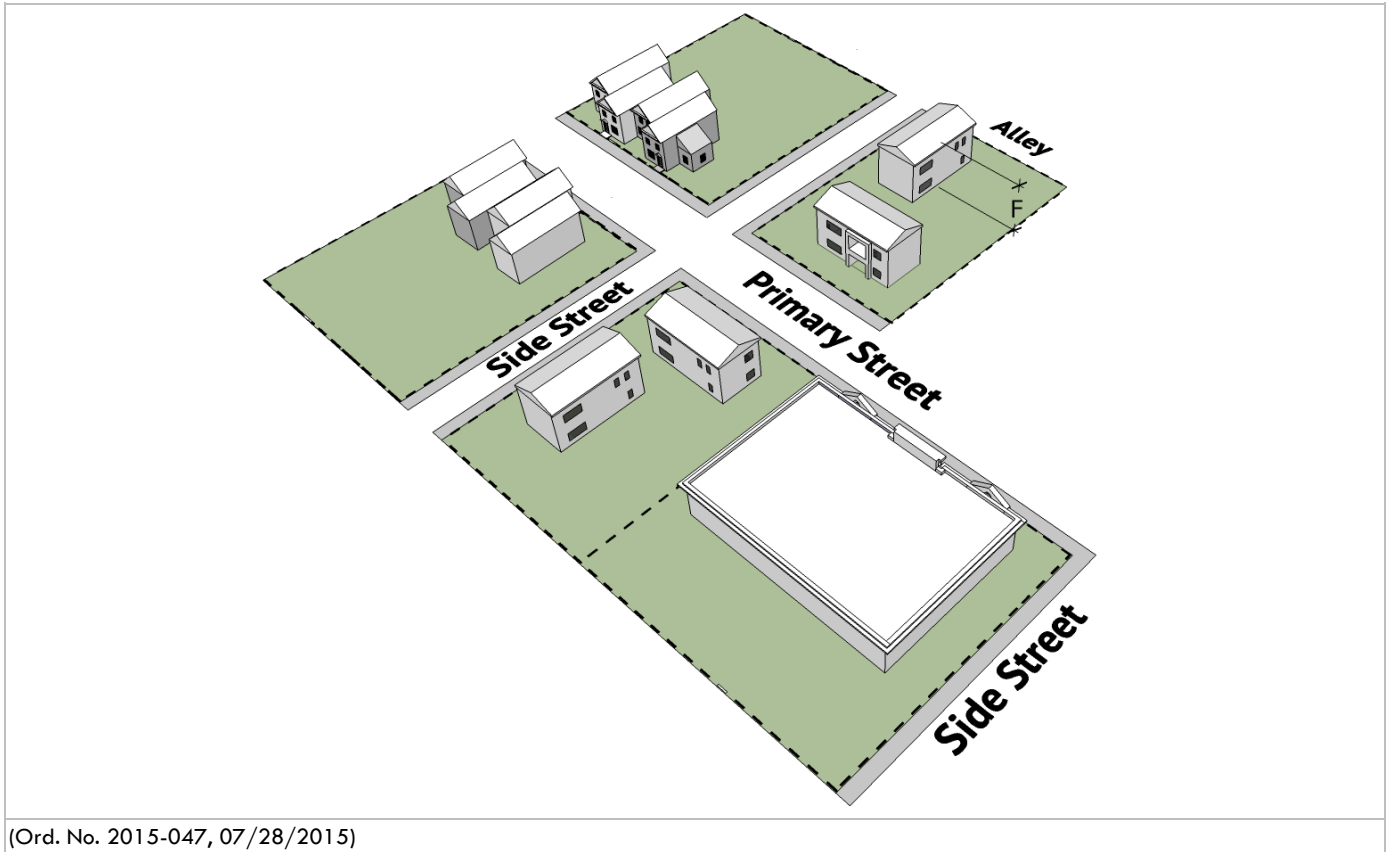 Alley
F
Primary Street
Side Street
Side Street
(Ord. No. 2015-047, 07/28/2015)